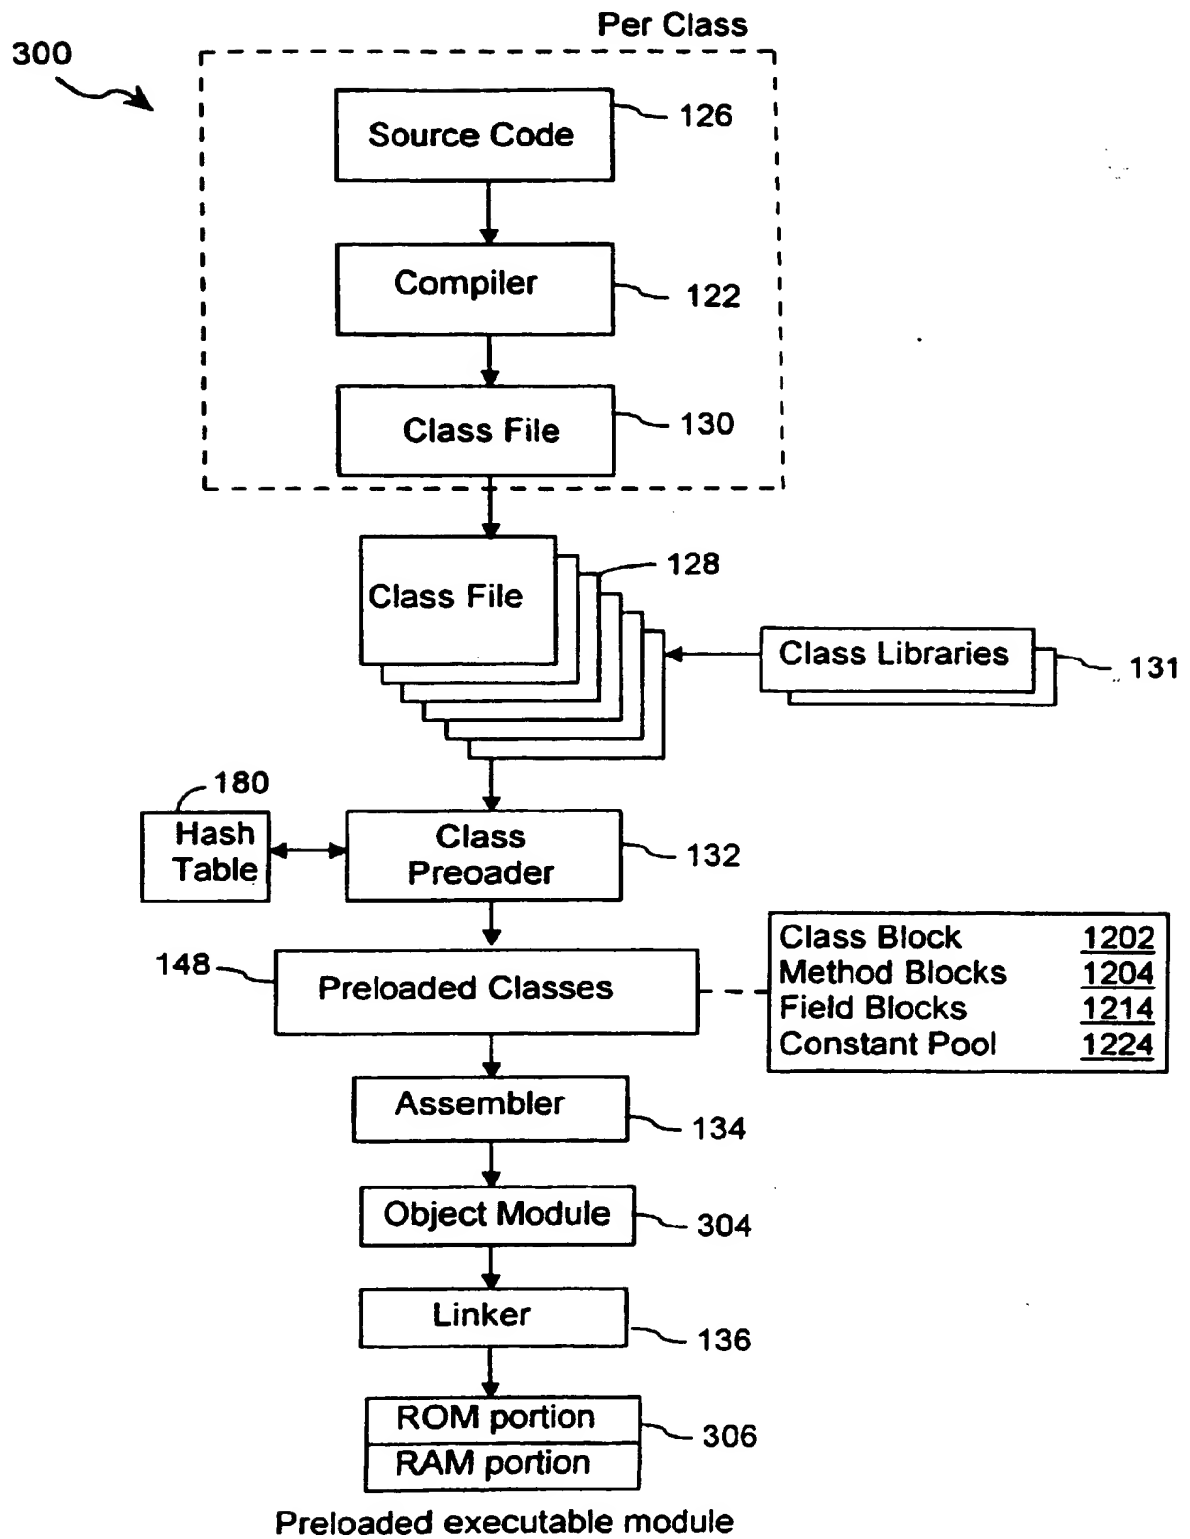 Per Class
300
Source Code
126
Compiler
122
Class File
130
Class File
128
Class Libraries
131
180
Hash
Table
Class
Preoader
132
148
Preloaded Classes
Class Block 1202
Method Blocks 1204
Field Blocks 1214
Constant Pool 1224
Assembler
134
Object Module
304
Linker
136
ROM portion
306
RAM portion
Preloaded executable module